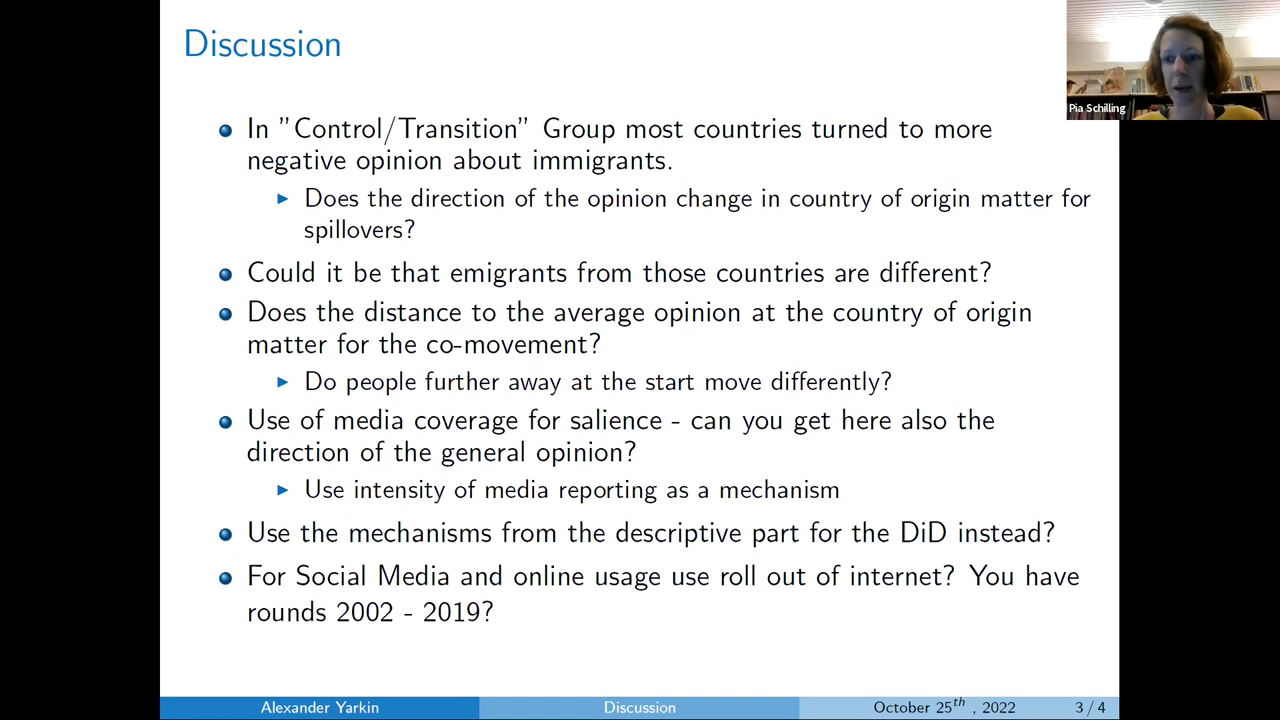 Discussion
In "Control/Transition" Group most countries turned to more
negative opinion about immigrants.
Does the direction of the opinion change in country of origin matter for
spillovers?
Could it be that emigrants from those countries are different?
Does the distance to the average opinion at the country of origin
matter for the co-movement?
Do people further away at the start move differently?
Use of media coverage for salience - can you get here also the
direction of the general opinion?
Use intensity of media reporting as a mechanism
Use the mechanisms from the descriptive part for the DiD instead?
For Social Media and online usage use roll out of internet? You have
rounds 2002 - 2019?
Alexander Yarkin
Discussion
October 25th , 2022
3 / 4
Pia Schilling